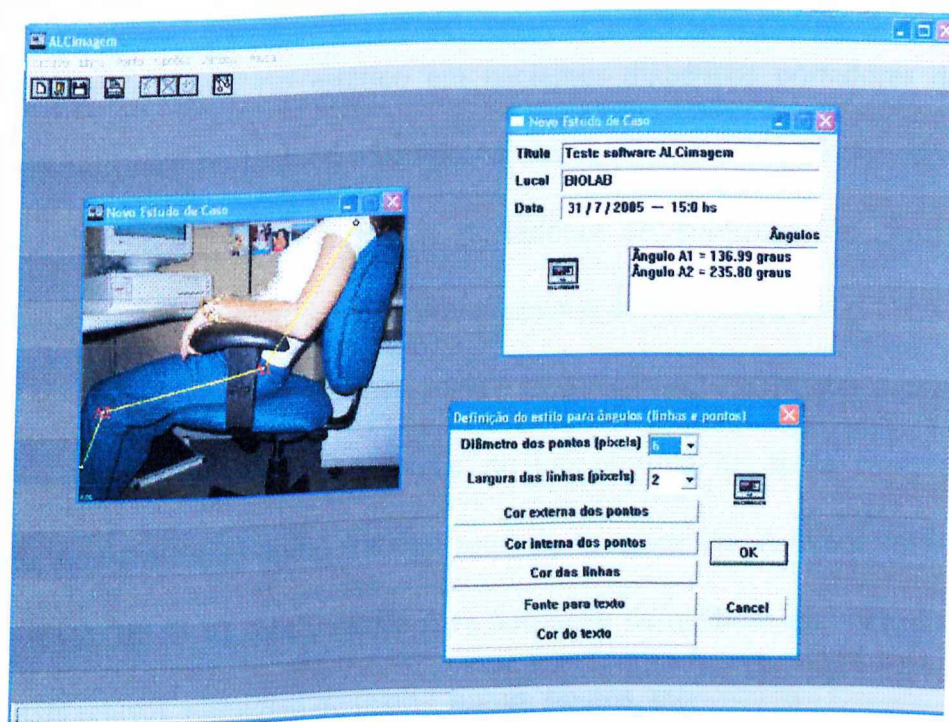 ALCimagem
Novo Estudo de Caso
Título Teste software ALCimagem
Local BIOLAB
Data 31 / 7 / 2005 — 15:0 hs
Ângulos
Ângulo A1 = 136.99 graus
Ângulo A2 = 235.80 graus
ALCIMAGEM
Novo Estudo de Caso
Definição do estilo para ângulos (linhas e pontos)
Diâmetro dos pontos (pixels) 6
Largura das linhas (pixels) 2
ALCIMAGEM
Cor externa dos pontos
Cor interna dos pontos
OK
Cor das linhas
Fonte para texto
Cancel
Cor do texto